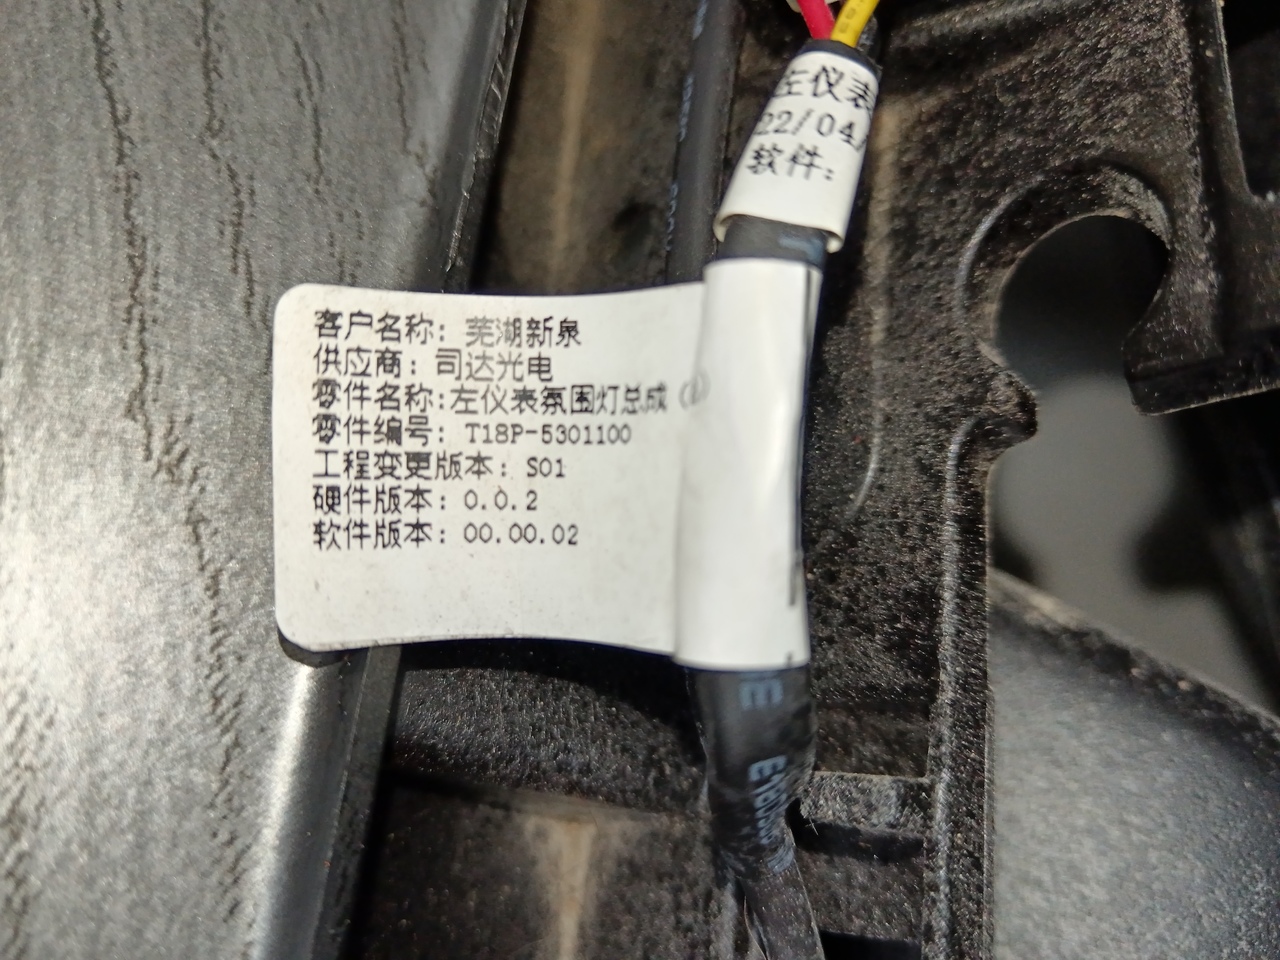 左仪表
22/04/
软件:
客户名称: 芜湖新泉
供应商: 司达光电
零件名称:左仪表氛围灯总成
零件编号: T18P-5301100
工程变更版本: S01
硬件版本: 0.0.2
软件版本: 00.00.02